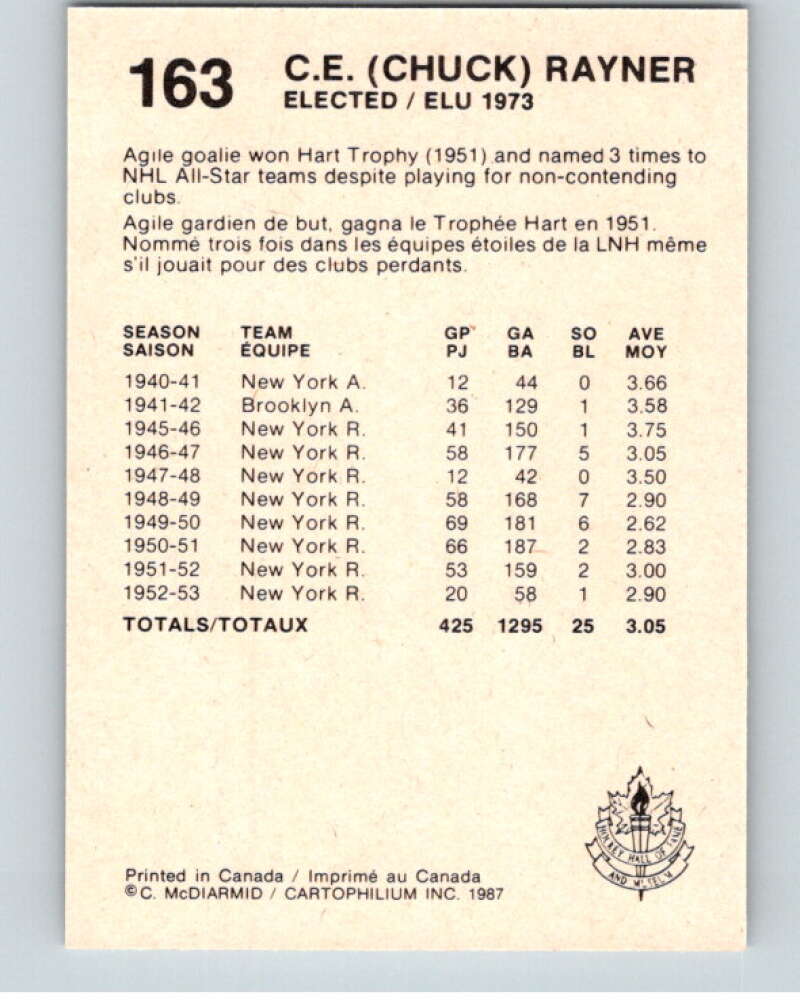 163 C.E. (CHUCK) RAYNER
ELECTED / ELU 1973
Agile goalie won Hart Trophy (1951) and named 3 times to
NHL All-Star teams despite playing for non-contending
clubs.
Agile gardien de but, gagna le Trophée Hart en 1951.
Nommé trois fois dans les équipes étoiles de la LNH même
s'il jouait pour des clubs perdants.
SEASON TEAM GP GA SO AVE
SAISON ÉQUIPE PJ BA BL MOY
1940-41 New York A. 12 44 0 3.66
1941-42 Brooklyn A. 36 129 1 3.58
1945-46 New York R. 41 150 1 3.75
1946-47 New York R. 58 177 5 3.05
1947-48 New York R. 12 42 0 3.50
1948-49 New York R. 58 168 7 2.90
1949-50 New York R. 69 181 6 2.62
1950-51 New York R. 66 187 2 2.83
1951-52 New York R. 53 159 2 3.00
1952-53 New York R. 20 58 1 2.90
TOTALS/TOTAUX 425 1295 25 3.05
HOCKEY HALL OF FAME
AND MUSEUM
Printed in Canada / Imprimé au Canada
©C. McDIARMID / CARTOPHILIUM INC. 1987